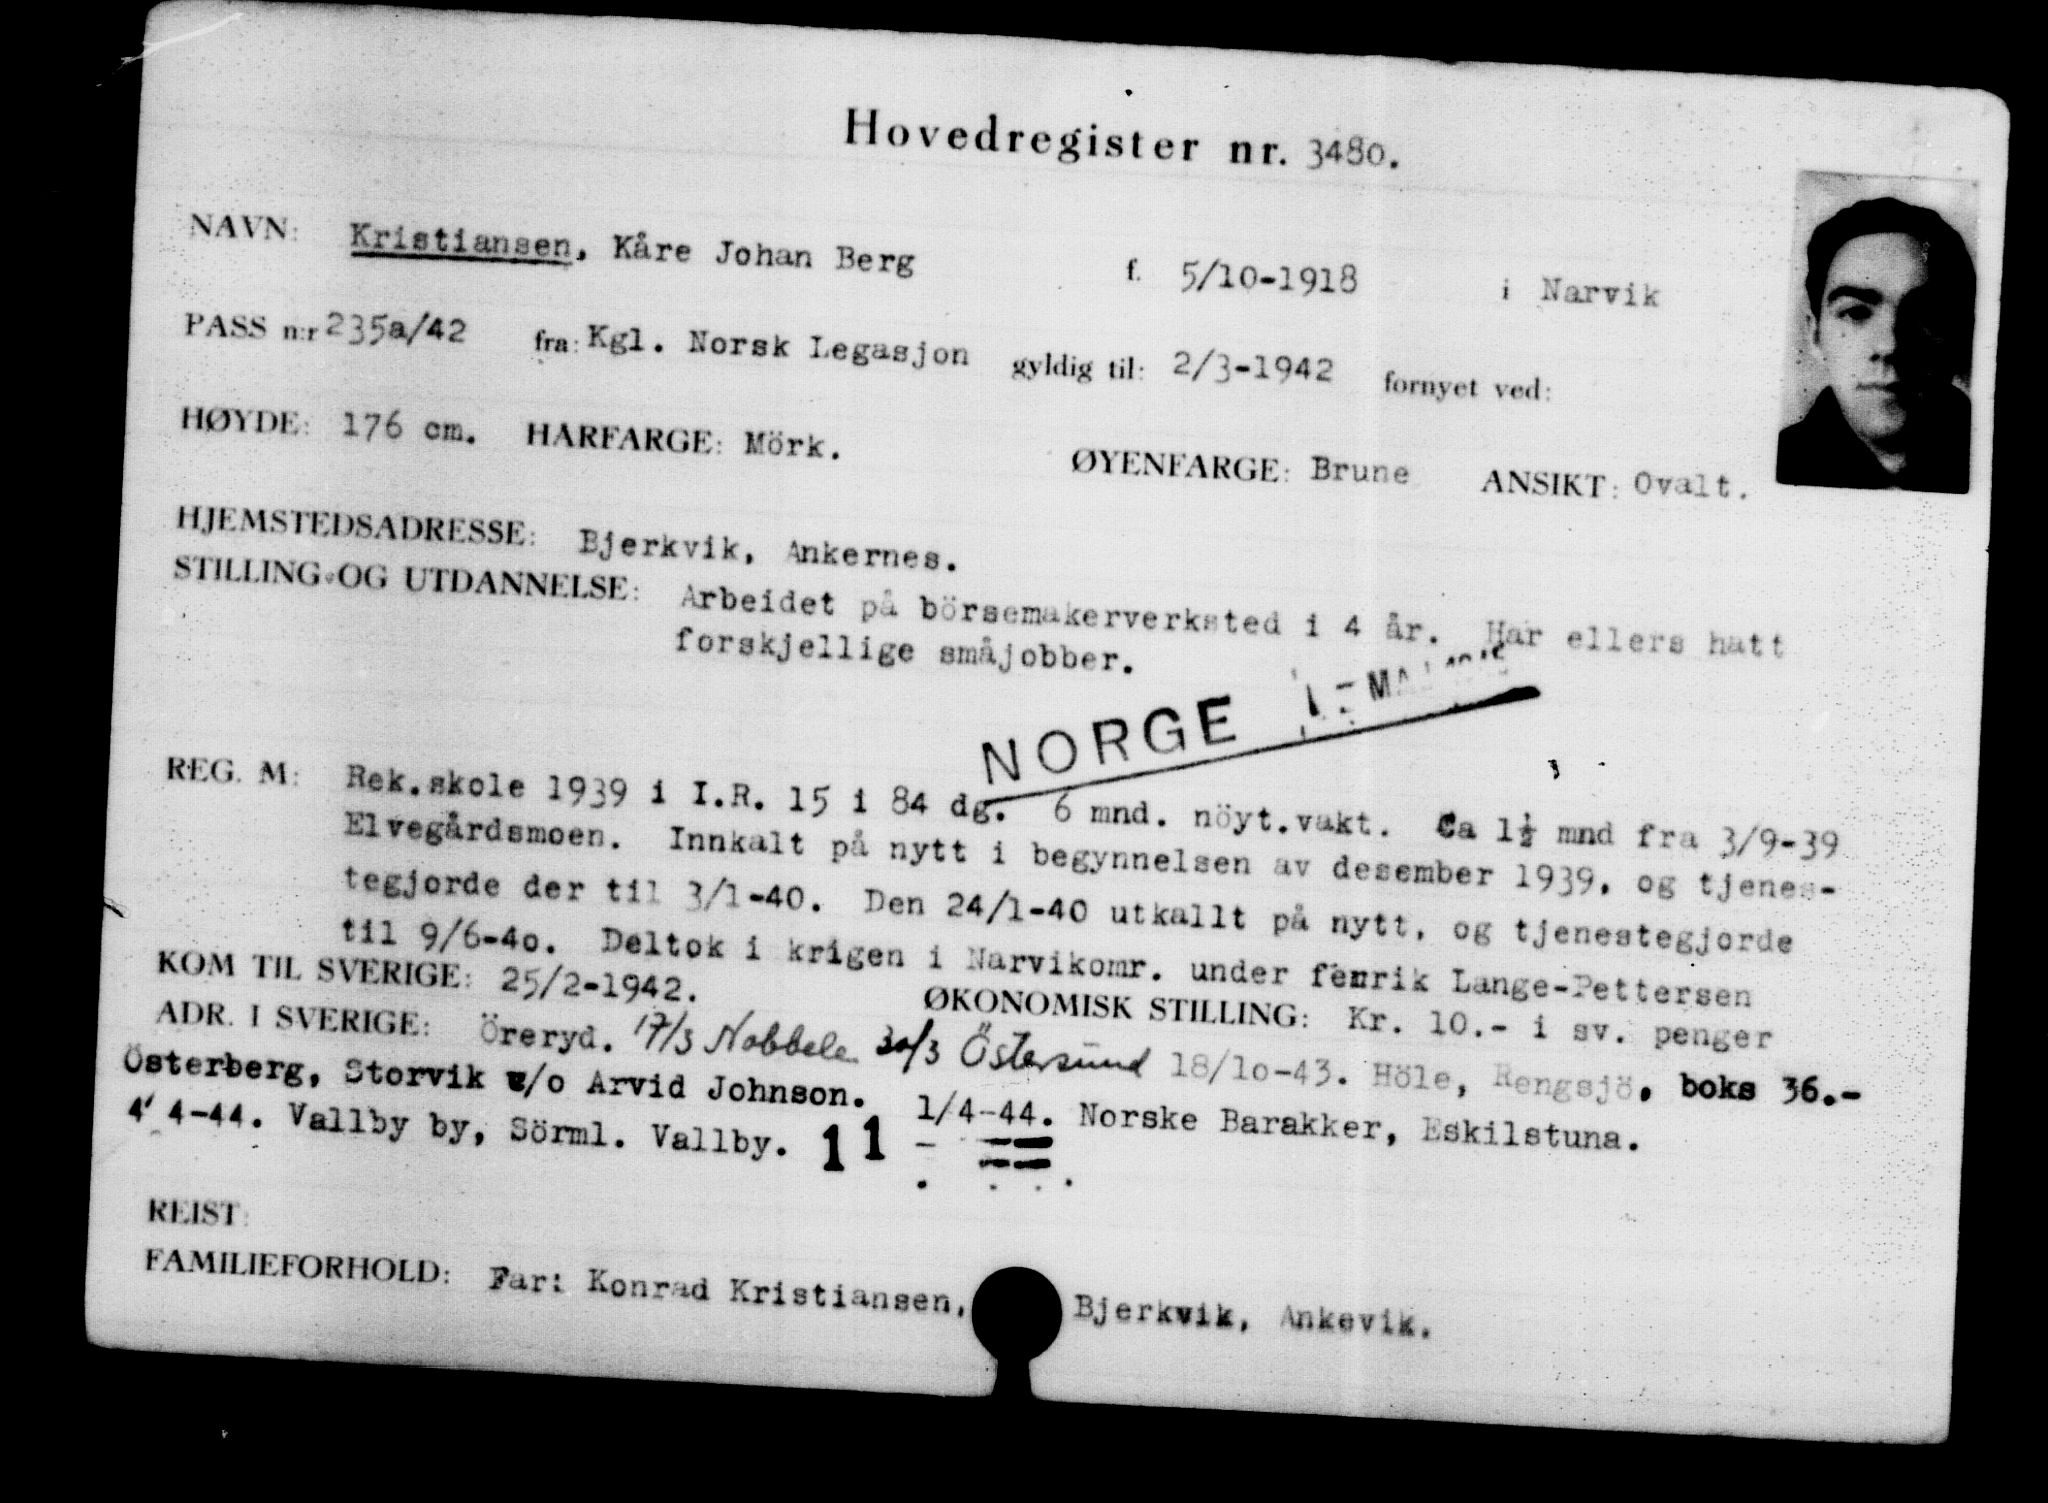 Hovedregister nr. 3480.
NAVN: Kristiansen, Kåre Johan Berg f. 5/10-1918 i Narvik
PASS n:r 235a/42 fra: Kgl. Norsk Legasjon gyldig til: 2/3-1942 fornyet ved:
HØYDE: 176 cm. HARFARGE: Mörk. ØYENFARGE: Brune ANSIKT: Ovalt.
HJEMSTEDSADRESSE: Bjerkvik, Ankernes.
STILLING OG UTDANNELSE: Arbeidet på börsemakerverksted i 4 år. Har ellers hatt
forskjellige småjobber.
NORGE
REG. M: Rek.skole 1939 i I.R. 15 i 84 dg. 6 mnd. nöyt.vakt. Ca 1½ mnd fra 3/9-39
Elvegårdsmoen. Innkalt på nytt i begynnelsen av desember 1939, og tjenes-
tegjorde der til 3/1-40. Den 24/1-40 utkallt på nytt, og tjenestegjorde
til 9/6-40. Deltok i krigen i Narvikomr. under fenrik Lange-Pettersen
KOM TIL SVERIGE: 25/2-1942. ØKONOMISK STILLING: Kr. 10.- i sv. penger
ADR. I SVERIGE: Öreryd. 17/3 Nobbele 30/3 Östersund 18/10-43. Höle, Rengsjö, boks 36.-
Österberg, Storvik c/o Arvid Johnson. 1/4-44. Norske Barakker, Eskilstuna.
4/4-44. Vallby by, Sörml. Vallby. 11
REIST:
FAMILIEFORHOLD: Far: Konrad Kristiansen, Bjerkvik, Ankevik.